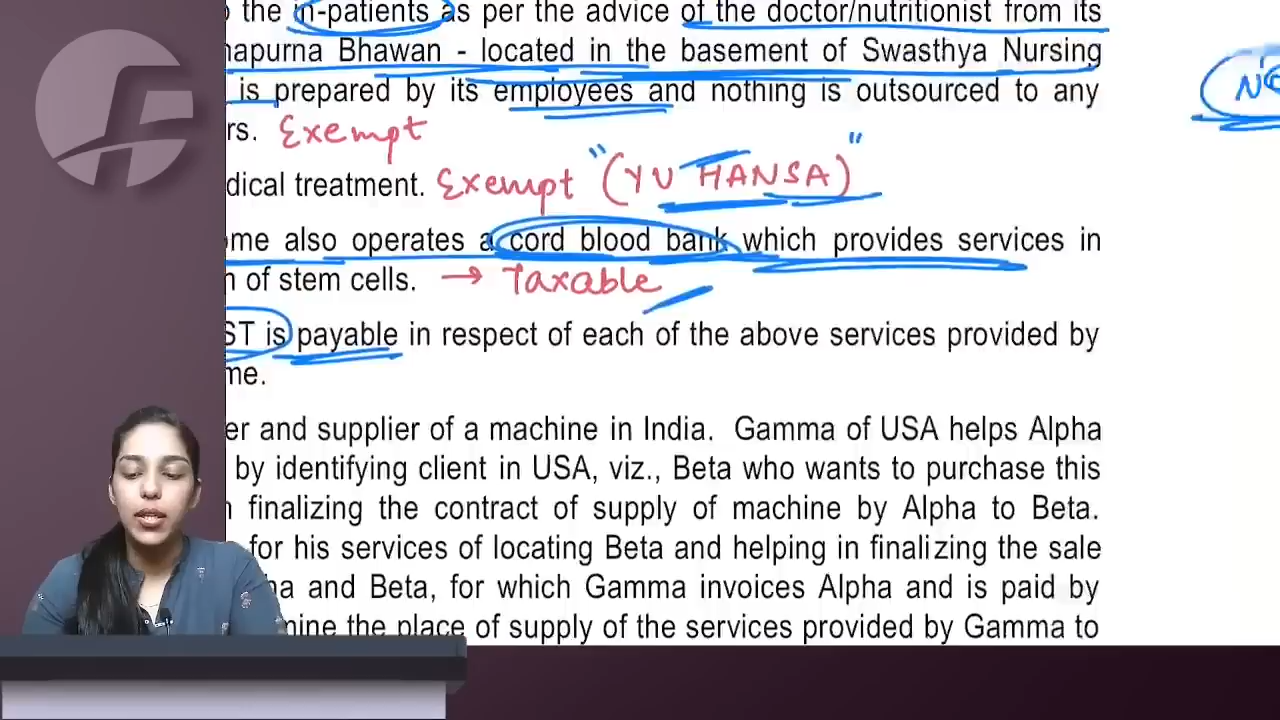 the in-patients as per the advice of the doctor/nutritionist from its
napurna Bhawan - located in the basement of Swasthya Nursing
is prepared by its employees and nothing is outsourced to any
rs. Exempt
dical treatment. Exempt "(YU HANSA)"
ome also operates a cord blood bank which provides services in
n of stem cells. → Taxable
ST is payable in respect of each of the above services provided by
me.
er and supplier of a machine in India. Gamma of USA helps Alpha
by identifying client in USA, viz., Beta who wants to purchase this
finalizing the contract of supply of machine by Alpha to Beta.
for his services of locating Beta and helping in finalizing the sale
ha and Beta, for which Gamma invoices Alpha and is paid by
mine the place of supply of the services provided by Gamma to